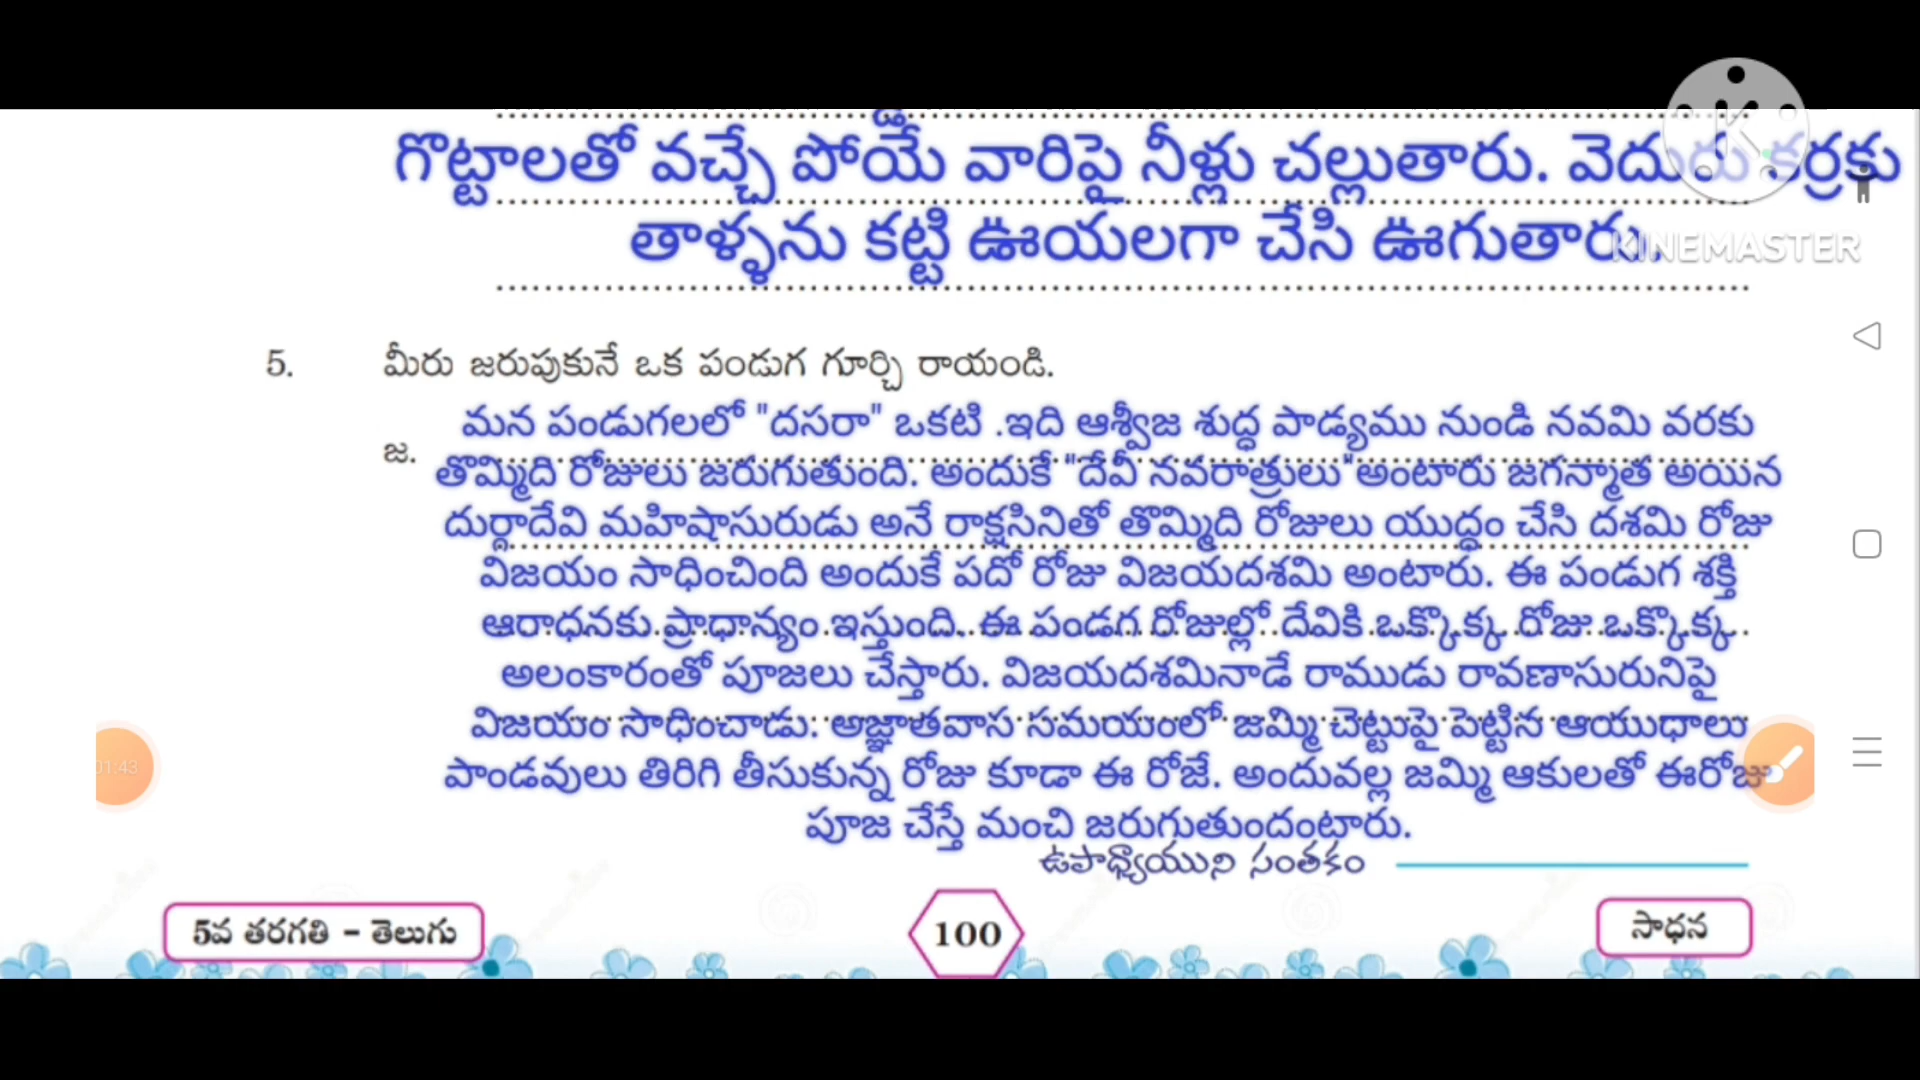 గొట్టాలతో వచ్చే పోయే వారిపై నీళ్లు చల్లుతారు. వెదురు కర్రకు
తాళ్ళను కట్టి ఊయలగా చేసి ఊగుతారు.
KINEMASTER
5. మీరు జరుపుకునే ఒక పండుగ గూర్చి రాయండి.
జ. మన పండుగలలో "దసరా" ఒకటి .ఇది ఆశ్వీజ శుద్ధ పాడ్యము నుండి నవమి వరకు
తొమ్మిది రోజులు జరుగుతుంది. అందుకే "దేవీ నవరాత్రులు"అంటారు జగన్మాత అయిన
దుర్గాదేవి మహిషాసురుడు అనే రాక్షసినితో తొమ్మిది రోజులు యుద్ధం చేసి దశమి రోజు
విజయం సాధించింది అందుకే పదో రోజు విజయదశమి అంటారు. ఈ పండుగ శక్తి
ఆరాధనకు ప్రాధాన్యం ఇస్తుంది. ఈ పండగ రోజుల్లో దేవికి ఒక్కొక్క రోజు ఒక్కొక్క
అలంకారంతో పూజలు చేస్తారు. విజయదశమినాడే రాముడు రావణాసురునిపై
విజయం సాధించాడు. అజ్ఞాతవాస సమయంలో జమ్మి చెట్టుపై పెట్టిన ఆయుధాలు
పాండవులు తిరిగి తీసుకున్న రోజు కూడా ఈ రోజే. అందువల్ల జమ్మి ఆకులతో ఈరోజు
పూజ చేస్తే మంచి జరుగుతుందంటారు.
01:43
ఉపాధ్యాయుని సంతకం
5వ తరగతి – తెలుగు
100
సాధన